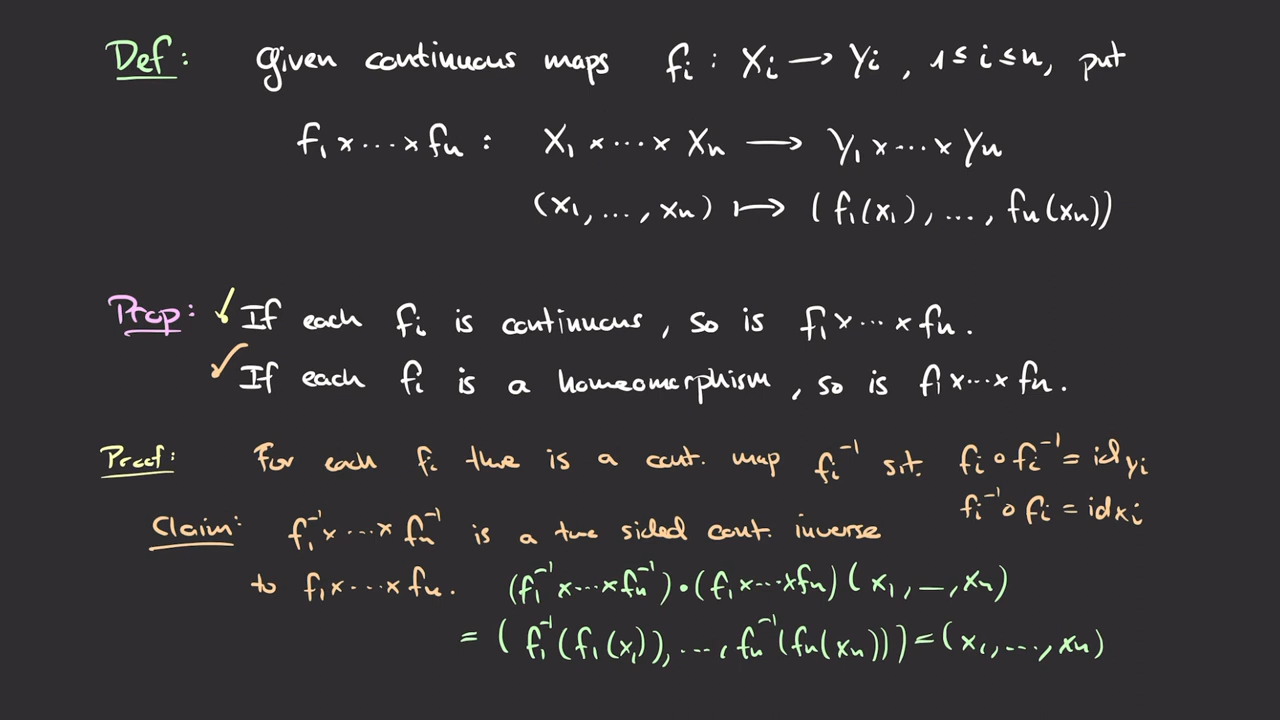 Def: Given continuous maps fᵢ : Xᵢ → Yᵢ , 1 ≤ i ≤ n, put
f₁ × ⋯ × fₙ : X₁ × ⋯ × Xₙ ⟶ Y₁ × ⋯ × Yₙ
(x₁, …, xₙ) ⟼ (f₁(x₁), …, fₙ(xₙ))
Prop: ✓ If each fᵢ is continuous, so is f₁ × ⋯ × fₙ.
✓ If each fᵢ is a homeomorphism, so is f₁ × ⋯ × fₙ.
Proof: For each fᵢ there is a cont. map fᵢ⁻¹ s.t. fᵢ ∘ fᵢ⁻¹ = id_Yᵢ
fᵢ⁻¹ ∘ fᵢ = id_Xᵢ
Claim: f₁⁻¹ × ⋯ × fₙ⁻¹ is a two sided cont. inverse
to f₁ × ⋯ × fₙ. (f₁⁻¹ × ⋯ × fₙ⁻¹) • (f₁ × ⋯ × fₙ) (x₁, …, xₙ)
= (f₁⁻¹(f₁(x₁)), …, fₙ⁻¹(fₙ(xₙ))) = (x₁, …, xₙ)